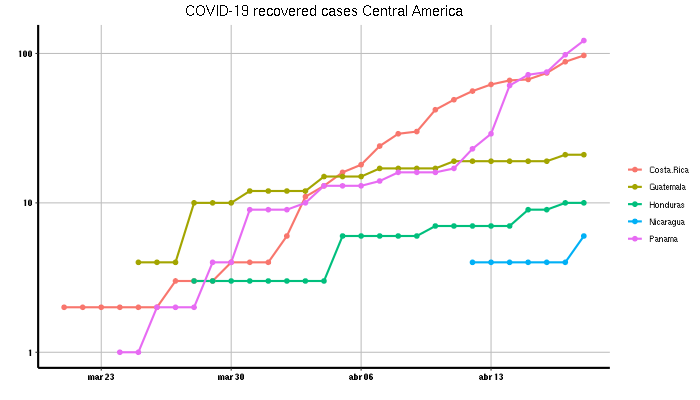 COVID-19 recovered cases Central America
100
10
1
mar 23
mar 30
abr 06
abr 13
Costa.Rica
Guatemala
Honduras
Nicaragua
Panama